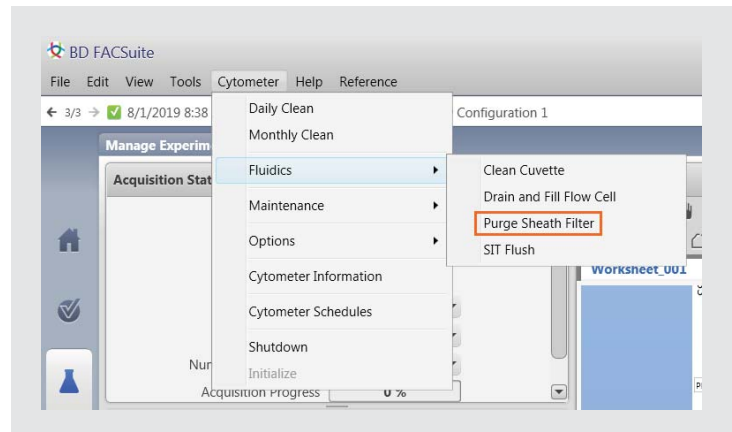 BD FACSuite
File Edit View Tools Cytometer Help Reference
3/3 8/1/2019 8:38 Configuration 1
Daily Clean
Monthly Clean
Manage Experim
Acquisition Stat
Fluidics
Clean Cuvette
Drain and Fill Flow Cell
Maintenance
Purge Sheath Filter
Options
SIT Flush
Worksheet_001
Cytometer Information
Cytometer Schedules
Shutdown
Nur
Initialize
Acquisition Progress 0 %